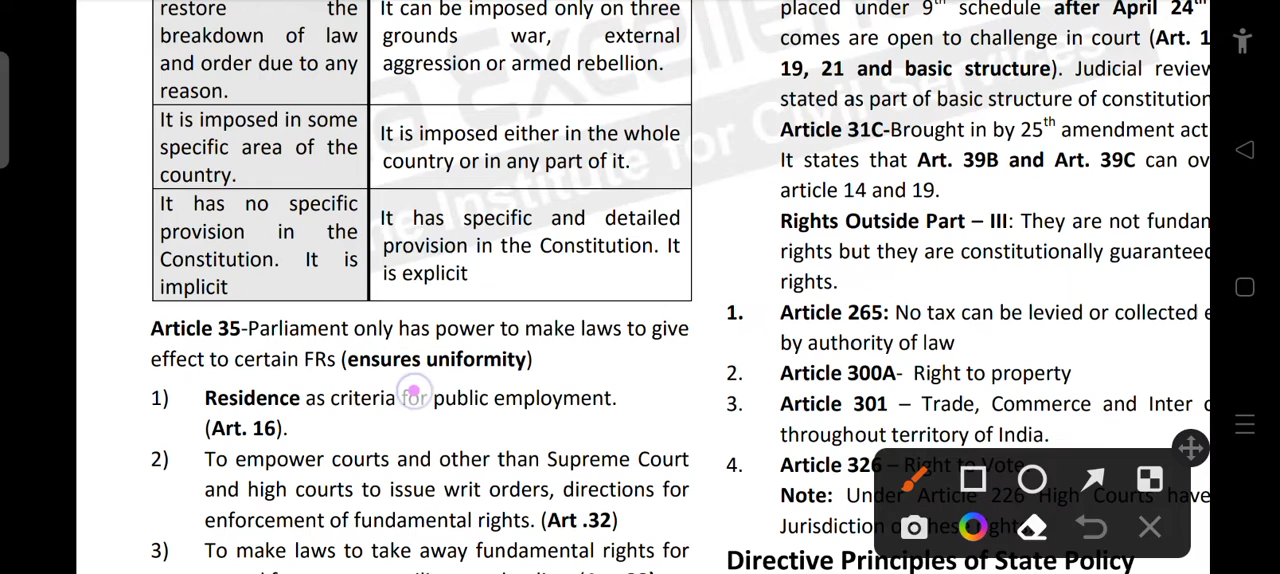 restore the
breakdown of law
and order due to any
reason.
It can be imposed only on three
grounds war, external
aggression or armed rebellion.
It is imposed in some
specific area of the
country.
It is imposed either in the whole
country or in any part of it.
It has no specific
provision in the
Constitution. It is
implicit
It has specific and detailed
provision in the Constitution. It
is explicit
Article 35-Parliament only has power to make laws to give
effect to certain FRs (ensures uniformity)
1) Residence as criteria for public employment.
(Art. 16).
2) To empower courts and other than Supreme Court
and high courts to issue writ orders, directions for
enforcement of fundamental rights. (Art .32)
3) To make laws to take away fundamental rights for
placed under 9th schedule after April 24th
comes are open to challenge in court (Art. 1
19, 21 and basic structure). Judicial review
stated as part of basic structure of constitution
Article 31C-Brought in by 25th amendment act
It states that Art. 39B and Art. 39C can ov
article 14 and 19.
Rights Outside Part – III: They are not fundam
rights but they are constitutionally guaranteed
rights.
1. Article 265: No tax can be levied or collected e
by authority of law
2. Article 300A- Right to property
3. Article 301 – Trade, Commerce and Inter c
throughout territory of India.
4. Article 326 – Right to Vote
Note: Under Article 226 High Courts have
Jurisdiction
Directive Principles of State Policy
Excellence
Institute for Civil Services